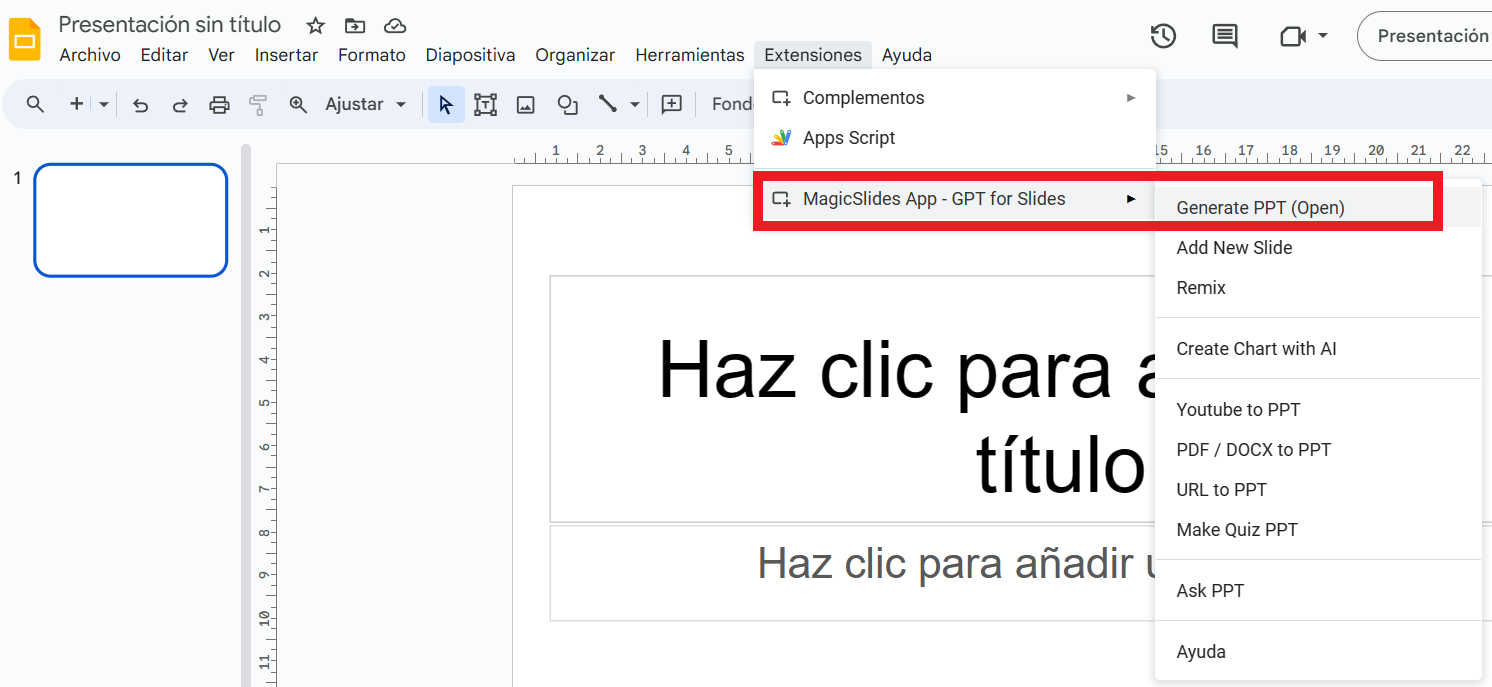 Presentación sin título
Archivo Editar Ver Insertar Formato Diapositiva Organizar Herramientas Extensiones Ayuda
Presentación
Ajustar
Complementos
Apps Script
MagicSlides App - GPT for Slides
Generate PPT (Open)
Add New Slide
Remix
Create Chart with AI
Youtube to PPT
PDF / DOCX to PPT
URL to PPT
Make Quiz PPT
Ask PPT
Ayuda
1 2 3 4 5 15 16 17 18 19 20 21 22
1
1
2
3
4
5
6
7
8
9
10
11
Haz clic para
título
Haz clic para añadir